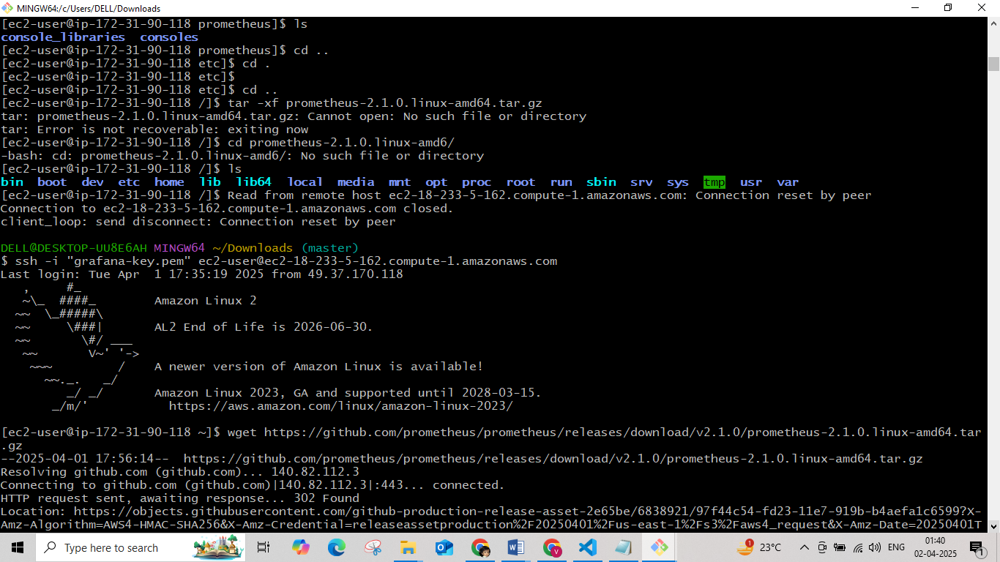 MINGW64:/c/Users/DELL/Downloads
[ec2-user@ip-172-31-90-118 prometheus]$ ls
console_libraries  consoles
[ec2-user@ip-172-31-90-118 prometheus]$ cd ..
[ec2-user@ip-172-31-90-118 etc]$ cd .
[ec2-user@ip-172-31-90-118 etc]$
[ec2-user@ip-172-31-90-118 etc]$ cd ..
[ec2-user@ip-172-31-90-118 /]$ tar -xf prometheus-2.1.0.linux-amd64.tar.gz
tar: prometheus-2.1.0.linux-amd64.tar.gz: Cannot open: No such file or directory
tar: Error is not recoverable: exiting now
[ec2-user@ip-172-31-90-118 /]$ cd prometheus-2.1.0.linux-amd6/
-bash: cd: prometheus-2.1.0.linux-amd6/: No such file or directory
[ec2-user@ip-172-31-90-118 /]$ ls
bin  boot  dev  etc  home  lib  lib64  local  media  mnt  opt  proc  root  run  sbin  srv  sys  tmp  usr  var
[ec2-user@ip-172-31-90-118 /]$ Read from remote host ec2-18-233-5-162.compute-1.amazonaws.com: Connection reset by peer
Connection to ec2-18-233-5-162.compute-1.amazonaws.com closed.
client_loop: send disconnect: Connection reset by peer
DELL@DESKTOP-UU8E6AH MINGW64 ~/Downloads (master)
$ ssh -i "grafana-key.pem" ec2-user@ec2-18-233-5-162.compute-1.amazonaws.com
Last login: Tue Apr  1 17:35:19 2025 from 49.37.170.118
   ,     #_
   ~\_  ####_        Amazon Linux 2
  ~~  \_#####\
  ~~     \###|       AL2 End of Life is 2026-06-30.
  ~~       \#/ ___
   ~~       V~' '->
    ~~~         /    A newer version of Amazon Linux is available!
      ~~._.   _/
         _/ _/       Amazon Linux 2023, GA and supported until 2028-03-15.
       _/m/'           https://aws.amazon.com/linux/amazon-linux-2023/
[ec2-user@ip-172-31-90-118 ~]$ wget https://github.com/prometheus/prometheus/releases/download/v2.1.0/prometheus-2.1.0.linux-amd64.tar
.gz
--2025-04-01 17:56:14--  https://github.com/prometheus/prometheus/releases/download/v2.1.0/prometheus-2.1.0.linux-amd64.tar.gz
Resolving github.com (github.com)... 140.82.112.3
Connecting to github.com (github.com)|140.82.112.3|:443... connected.
HTTP request sent, awaiting response... 302 Found
Location: https://objects.githubusercontent.com/github-production-release-asset-2e65be/6838921/97f44c54-fd23-11e7-919b-b4aefa1c6599?X-
Amz-Algorithm=AWS4-HMAC-SHA256&X-Amz-Credential=releaseassetproduction%2F20250401%2Fus-east-1%2Fs3%2Faws4_request&X-Amz-Date=20250401T
Type here to search
1
23°C
ENG
01:40
02-04-2025
1